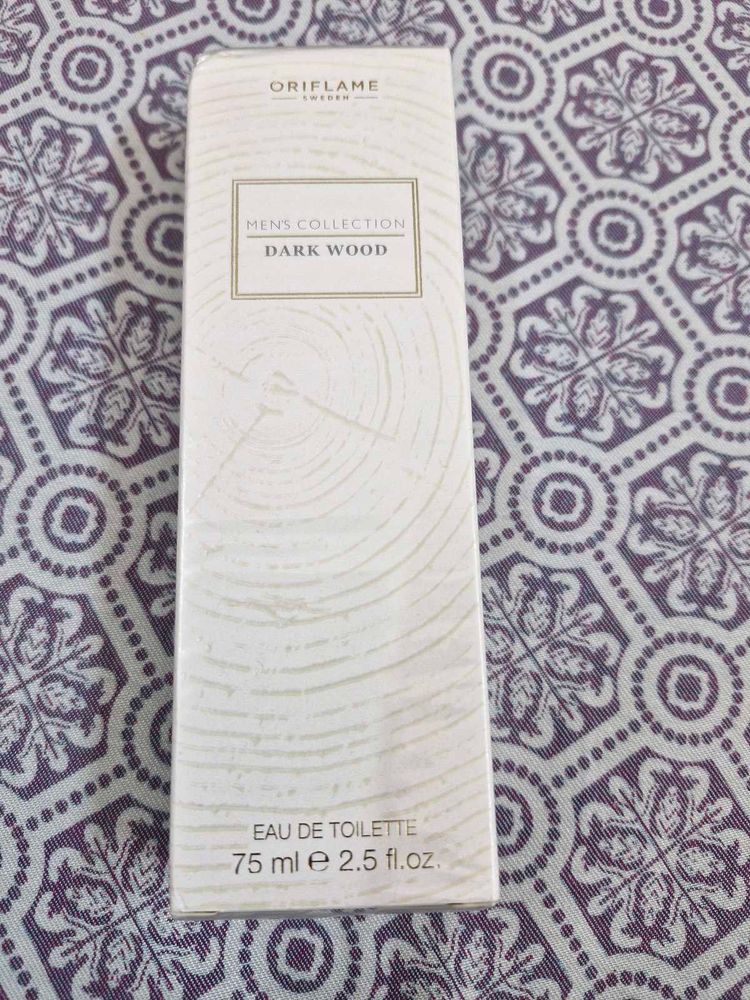 ORIFLAME
SWEDEN
MEN'S COLLECTION
DARK WOOD
EAU DE TOILETTE
75 ml ℮ 2.5 fl.oz.